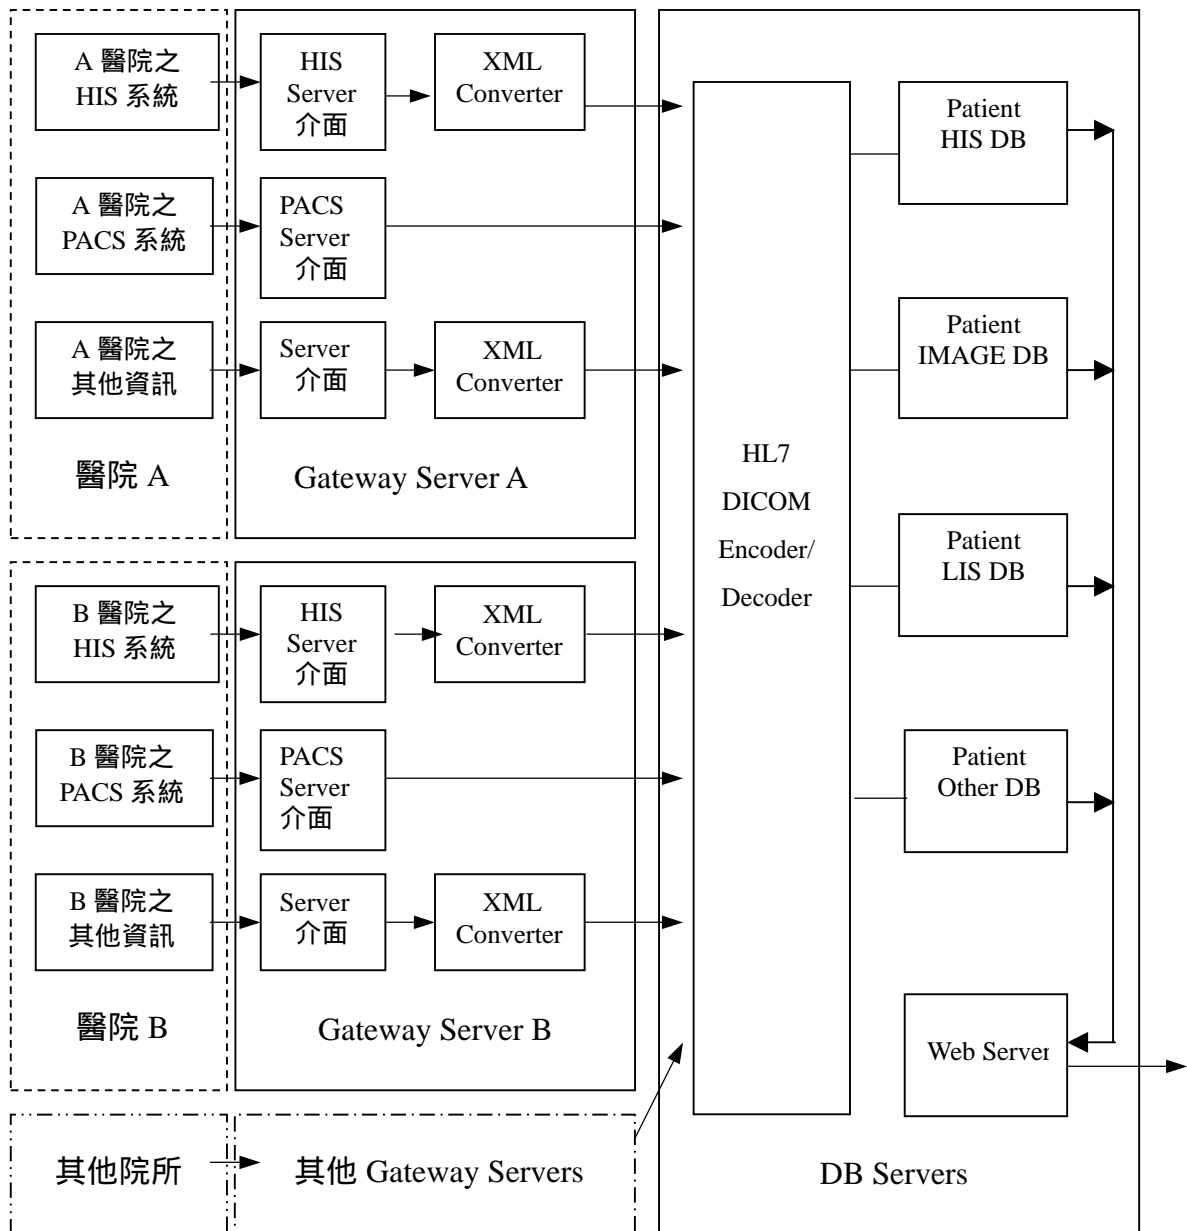 A 醫院之
HIS 系統
HIS
Server
介面
XML
Converter
A 醫院之
PACS 系統
PACS
Server
介面
A 醫院之
其他資訊
Server
介面
XML
Converter
醫院 A
Gateway Server A
B 醫院之
HIS 系統
HIS
Server
介面
XML
Converter
B 醫院之
PACS 系統
PACS
Server
介面
B 醫院之
其他資訊
Server
介面
XML
Converter
醫院 B
Gateway Server B
其他院所
其他 Gateway Servers
HL7
DICOM
Encoder/
Decoder
Patient
HIS DB
Patient
IMAGE DB
Patient
LIS DB
Patient
Other DB
Web Server
DB Servers